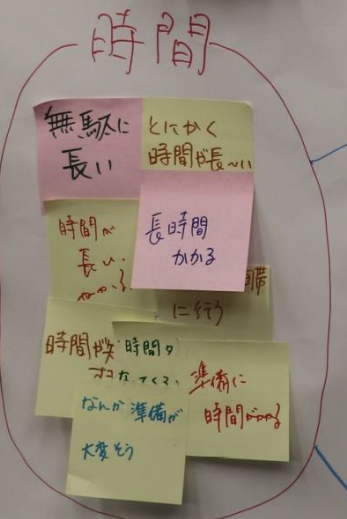 時間
無駄に
長い
とにかく
時間が長〜い
長時間
かかる
時間が
長い
に行う
時間が
時間
なんか準備が
大変そう
準備に
時間がかかる